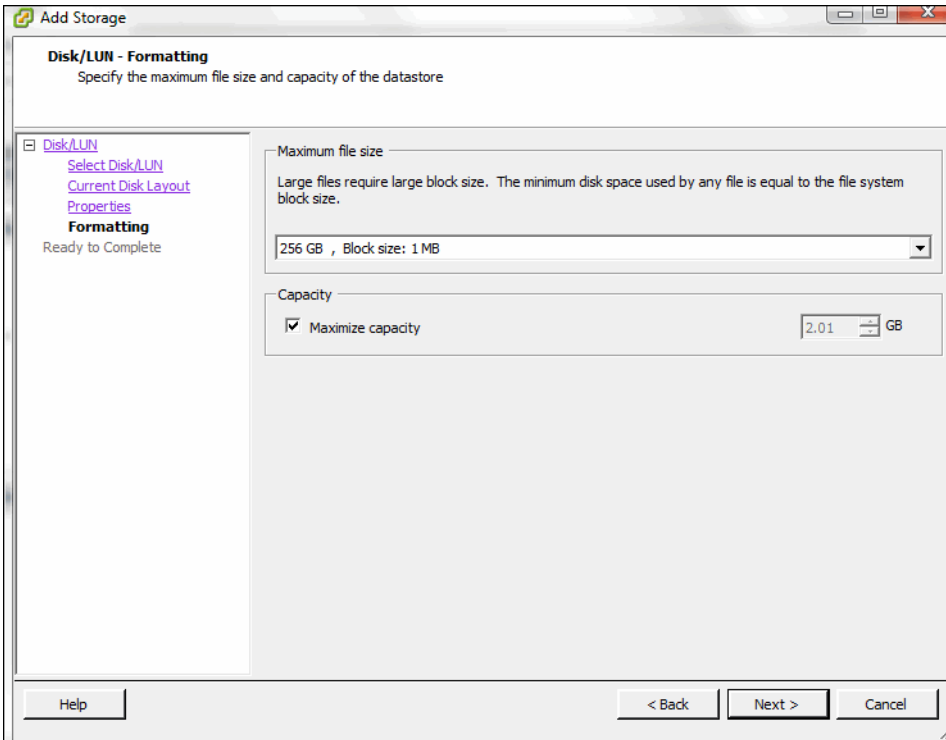 Add Storage
Disk/LUN - Formatting
Specify the maximum file size and capacity of the datastore
Disk/LUN
Select Disk/LUN
Current Disk Layout
Properties
Formatting
Ready to Complete
Maximum file size
Large files require large block size.  The minimum disk space used by any file is equal to the file system
block size.
256 GB  ,  Block size: 1 MB
Capacity
Maximize capacity
2.01 GB
Help
< Back
Next >
Cancel